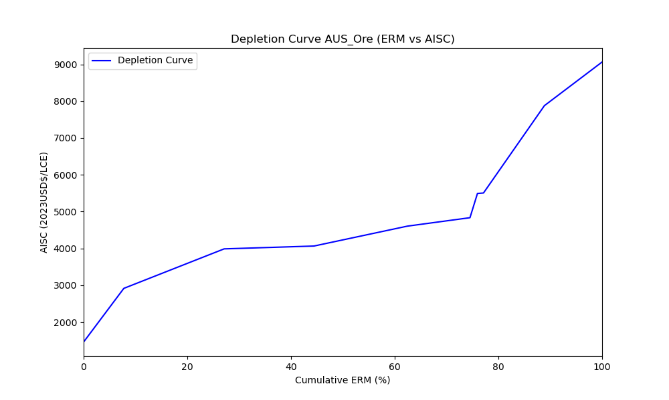 Depletion Curve AUS_Ore (ERM vs AISC)
Depletion Curve
9000
8000
7000
6000
5000
4000
3000
2000
AISC (2023USD$/LCE)
0 20 40 60 80 100
Cumulative ERM (%)